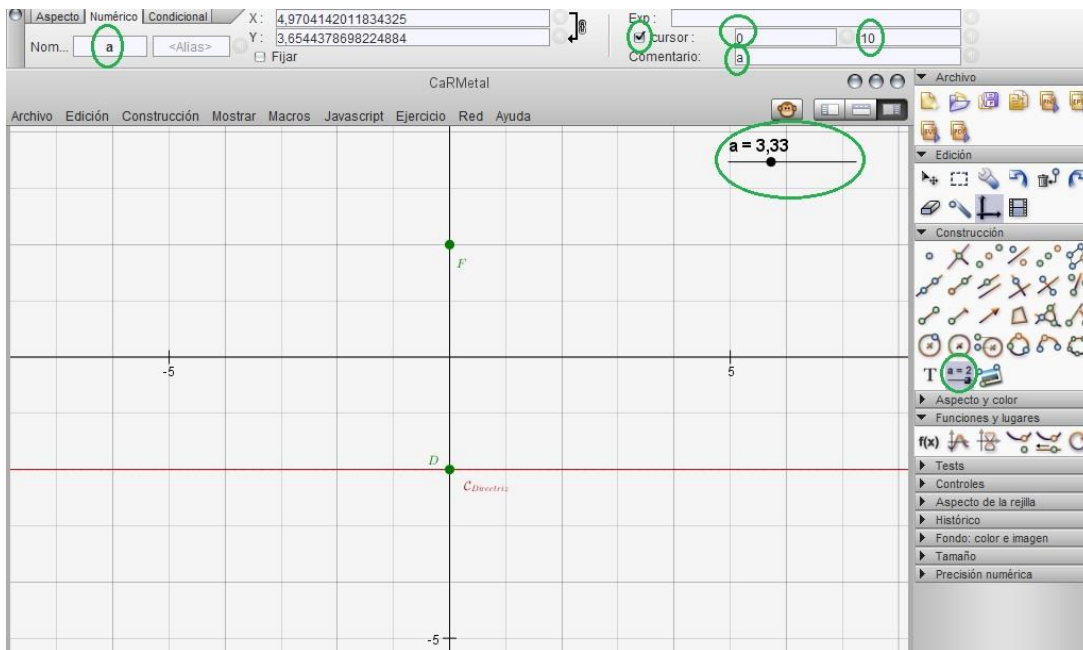 Aspecto Numérico Condicional X: 4,9704142011834325 Exp:
Nom... a <Alias> Y: 3,6544378698224884 cursor: 0 10
Fijar Comentario: a
CaRMetal
Archivo Edición Construcción Mostrar Macros Javascript Ejercicio Red Ayuda
a = 3,33
F
-5 5
D
C Directriz
-5
Archivo
Edición
Construcción
T a = 2
Aspecto y color
Funciones y lugares
f(x)
Tests
Controles
Aspecto de la rejilla
Histórico
Fondo: color e imagen
Tamaño
Precisión numérica